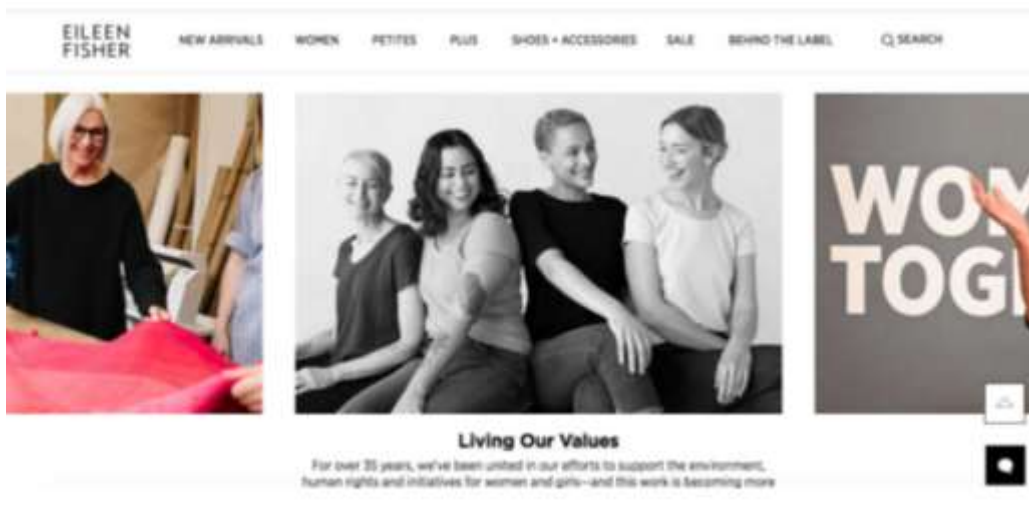 EILEEN
FISHER
NEW ARRIVALS
WOMEN
PETITES
PLUS
SHOES + ACCESSORIES
SALE
BEHIND THE LABEL
SEARCH
WOM
TOGE
Living Our Values
For over 35 years, we've been united in our efforts to support the environment,
human rights and initiatives for women and girls—and this work is becoming more